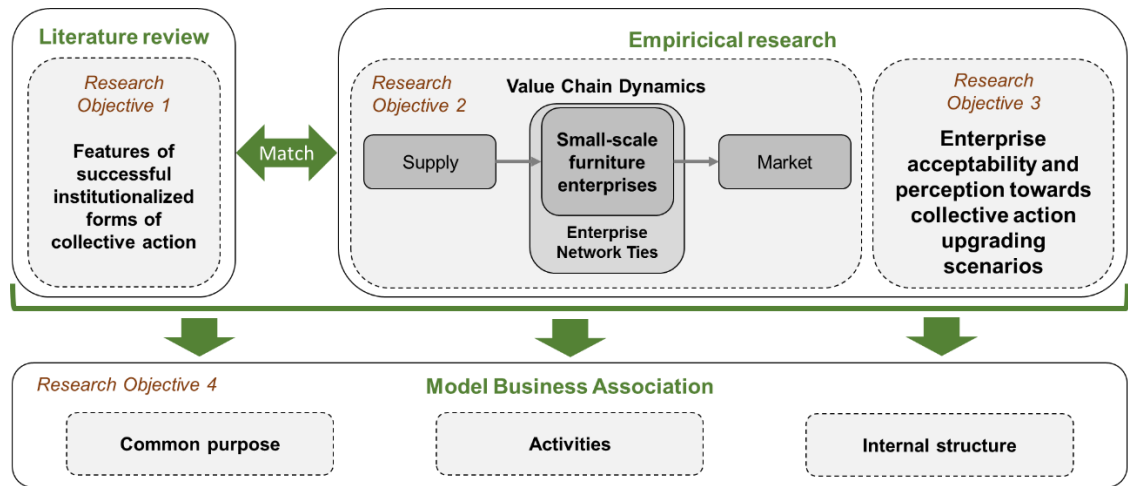 Literature review
Research
Objective 1
Features of
successful
institutionalized
forms of
collective action
Match
Empiricical research
Research
Objective 2
Value Chain Dynamics
Supply
Small-scale
furniture
enterprises
Market
Enterprise
Network Ties
Research
Objective 3
Enterprise
acceptability and
perception towards
collective action
upgrading
scenarios
Research Objective 4
Model Business Association
Common purpose
Activities
Internal structure